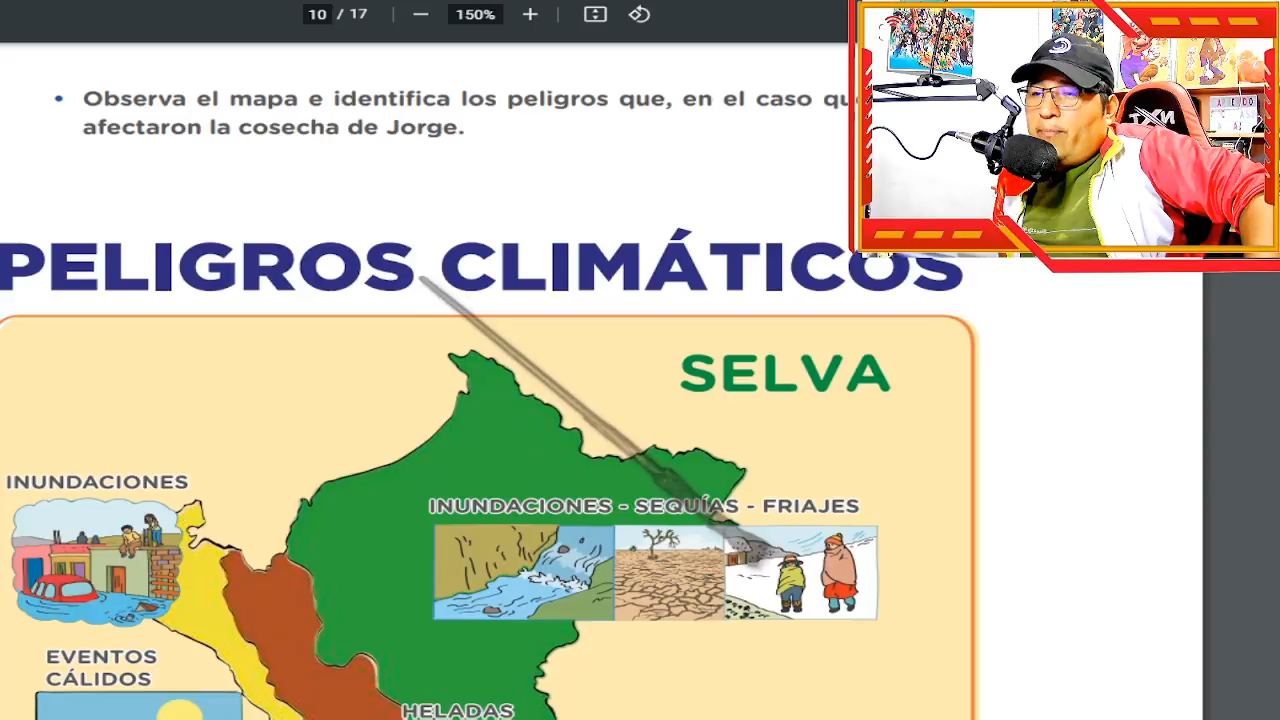 10 / 17
150%
Observa el mapa e identifica los peligros que, en el caso
afectaron la cosecha de Jorge.
PELIGROS CLIMÁTICOS
SELVA
INUNDACIONES
INUNDACIONES - SEQUÍAS - FRIAJES
EVENTOS
CÁLIDOS
HELADAS